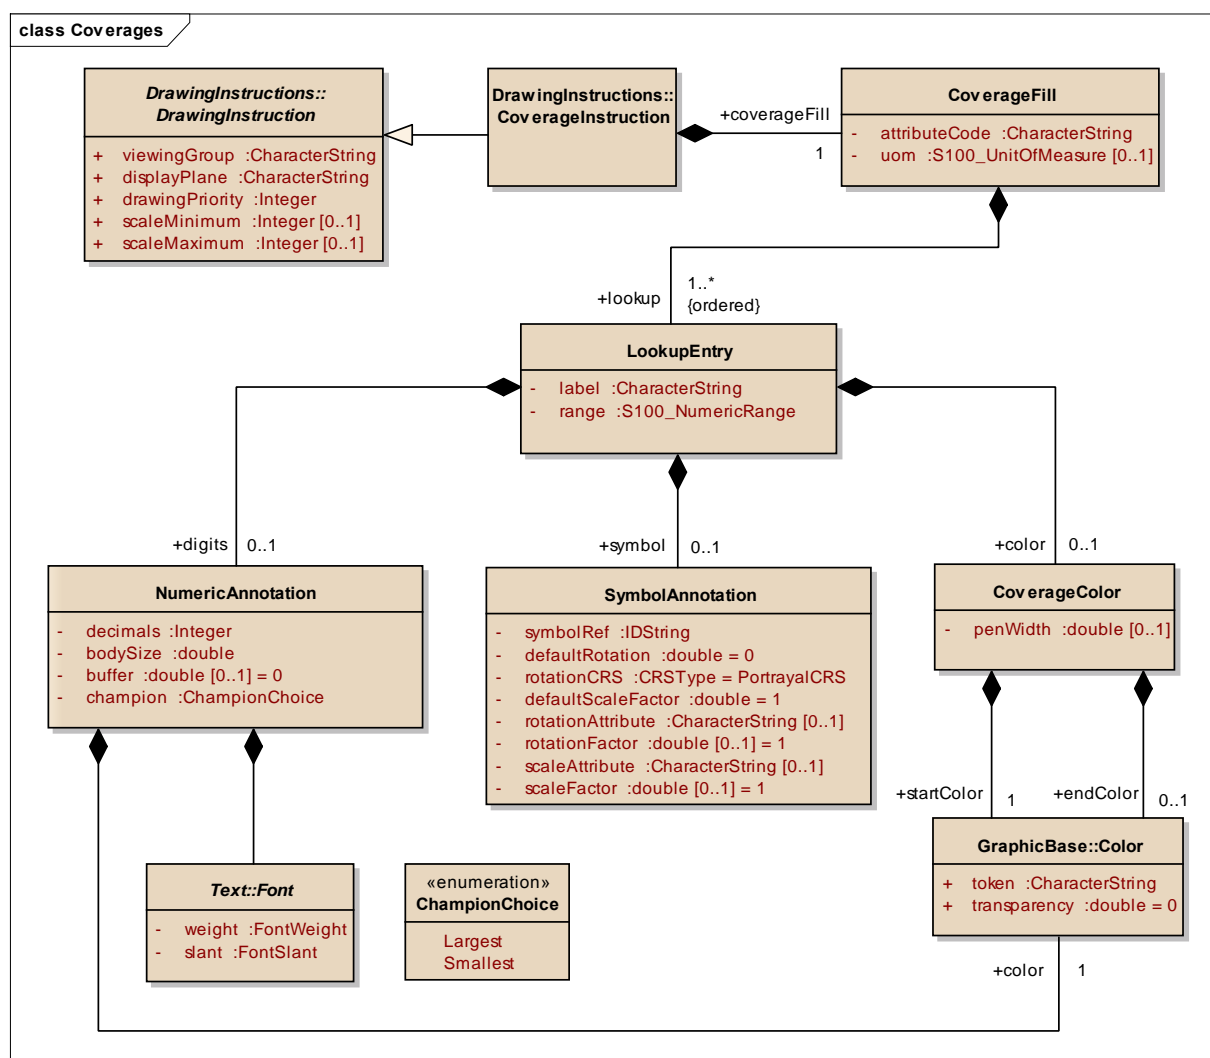 class Coverages
DrawingInstructions::
DrawingInstruction
+ viewingGroup :CharacterString
+ displayPlane :CharacterString
+ drawingPriority :Integer
+ scaleMinimum :Integer [0..1]
+ scaleMaximum :Integer [0..1]
DrawingInstructions::
CoverageInstruction
+coverageFill
1
CoverageFill
- attributeCode :CharacterString
- uom :S100_UnitOfMeasure [0..1]
+lookup
1..*
{ordered}
LookupEntry
- label :CharacterString
- range :S100_NumericRange
+digits
0..1
+symbol
0..1
+color
0..1
NumericAnnotation
- decimals :Integer
- bodySize :double
- buffer :double [0..1] = 0
- champion :ChampionChoice
SymbolAnnotation
- symbolRef :IDString
- defaultRotation :double = 0
- rotationCRS :CRSType = PortrayalCRS
- defaultScaleFactor :double = 1
- rotationAttribute :CharacterString [0..1]
- rotationFactor :double [0..1] = 1
- scaleAttribute :CharacterString [0..1]
- scaleFactor :double [0..1] = 1
CoverageColor
- penWidth :double [0..1]
+startColor
1
+endColor
0..1
Text::Font
- weight :FontWeight
- slant :FontSlant
«enumeration»
ChampionChoice
Largest
Smallest
GraphicBase::Color
+ token :CharacterString
+ transparency :double = 0
+color
1